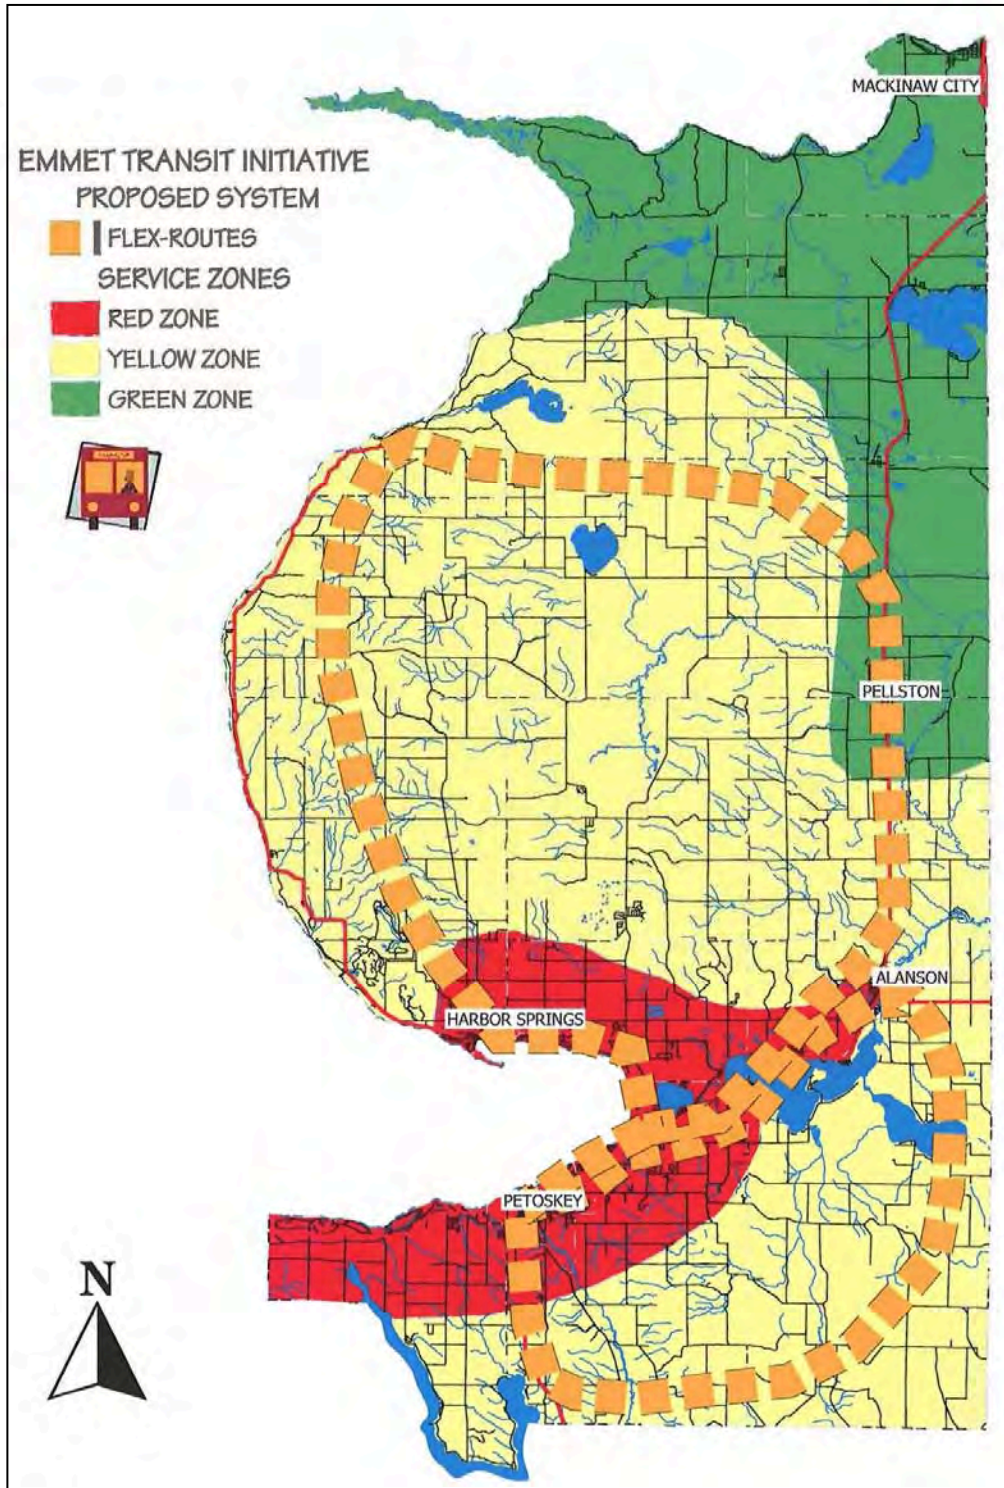 EMMET TRANSIT INITIATIVE
PROPOSED SYSTEM
FLEX-ROUTES
SERVICE ZONES
RED ZONE
YELLOW ZONE
GREEN ZONE
MACKINAW CITY
PELLSTON
ALANSON
HARBOR SPRINGS
PETOSKEY
N